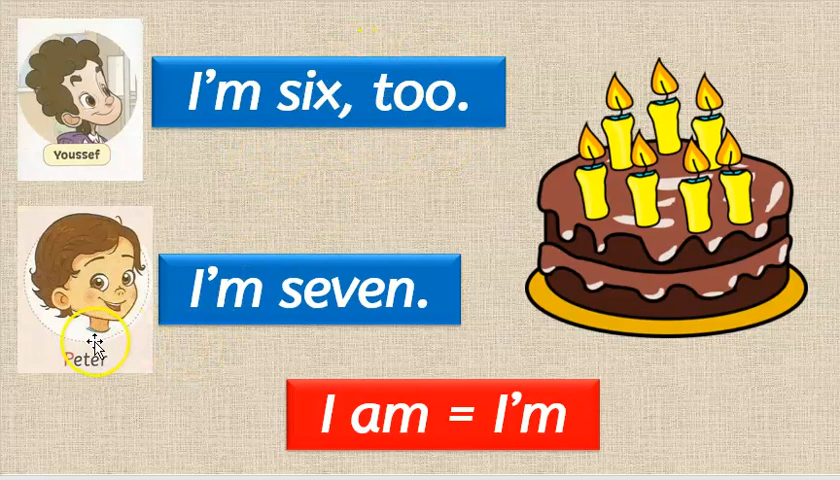 Youssef
I'm six, too.
Peter
I'm seven.
I am = I'm